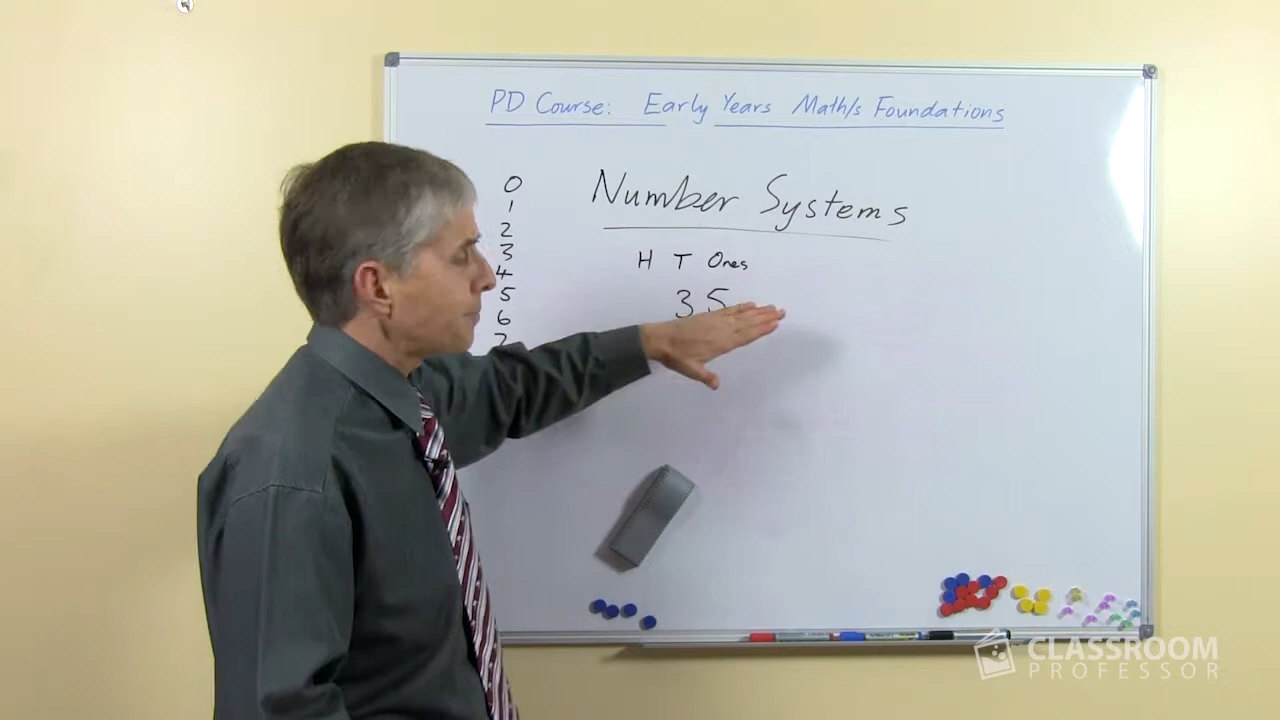 PD Course: Early Years Math/s Foundations
Number Systems
0
1
2
3
4
5
6
7
H T Ones
35
CLASSROOM
PROFESSOR